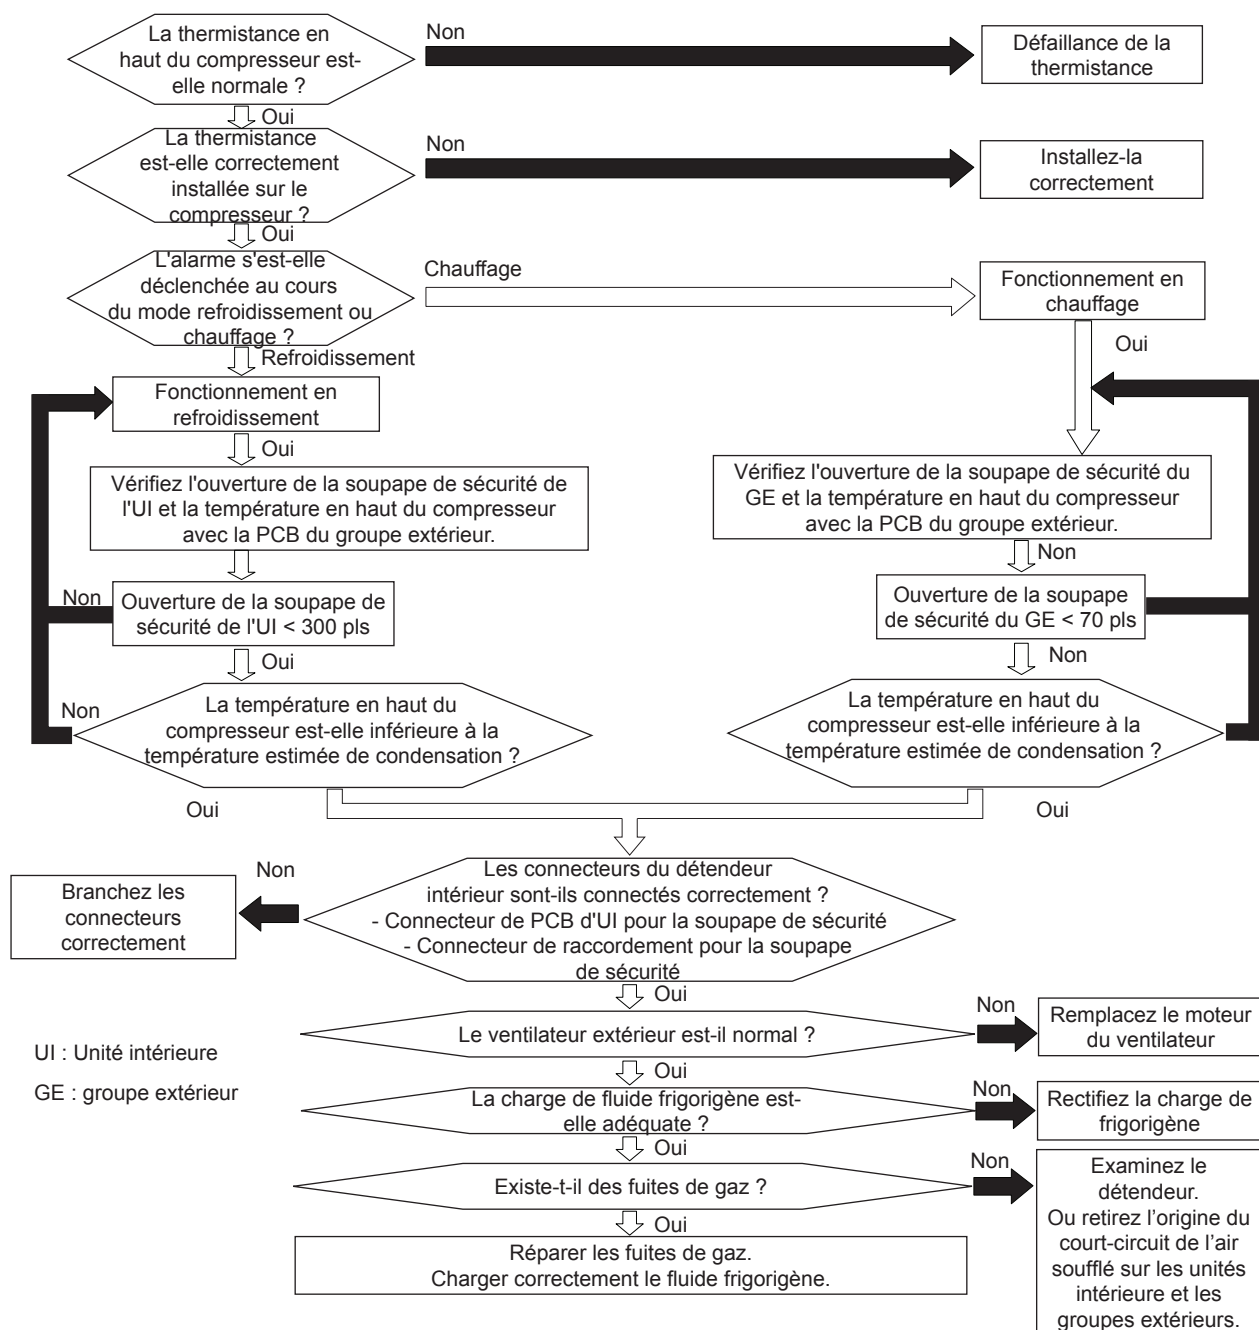 La thermistance en
haut du compresseur est-
elle normale ?
Non
Défaillance de la
thermistance
Oui
La thermistance
est-elle correctement
installée sur le
compresseur ?
Non
Installez-la
correctement
Oui
L'alarme s'est-elle
déclenchée au cours
du mode refroidissement ou
chauffage ?
Chauffage
Fonctionnement en
chauffage
Refroidissement
Oui
Fonctionnement en
refroidissement
Oui
Vérifiez l'ouverture de la soupape de sécurité de
l'UI et la température en haut du compresseur
avec la PCB du groupe extérieur.
Vérifiez l'ouverture de la soupape de sécurité du
GE et la température en haut du compresseur
avec la PCB du groupe extérieur.
Non
Non
Ouverture de la soupape de
sécurité de l'UI < 300 pls
Ouverture de la soupape
de sécurité du GE < 70 pls
Oui
Non
Non
La température en haut du
compresseur est-elle inférieure à la
température estimée de condensation ?
La température en haut du
compresseur est-elle inférieure à la
température estimée de condensation ?
Oui
Oui
Les connecteurs du détendeur
intérieur sont-ils connectés correctement ?
- Connecteur de PCB d'UI pour la soupape de sécurité
- Connecteur de raccordement pour la soupape
de sécurité
Non
Branchez les
connecteurs
correctement
Oui
Le ventilateur extérieur est-il normal ?
Non
Remplacez le moteur
du ventilateur
UI : Unité intérieure
GE : groupe extérieur
Oui
La charge de fluide frigorigène est-
elle adéquate ?
Non
Rectifiez la charge de
frigorigène
Oui
Existe-t-il des fuites de gaz ?
Non
Examinez le
détendeur.
Ou retirez l’origine du
court-circuit de l’air
soufflé sur les unités
intérieure et les
groupes extérieurs.
Oui
Réparer les fuites de gaz.
Charger correctement le fluide frigorigène.